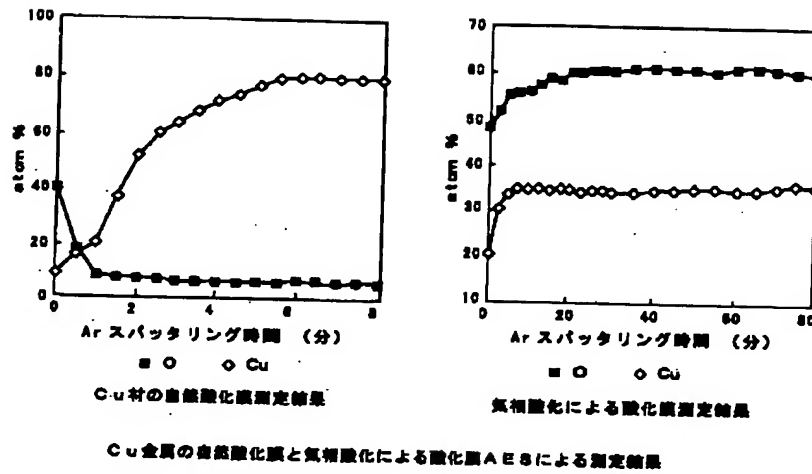 100
80
60
40
20
0
atom %
0 2 4 6 8
Ar スパッタリング時間 (分)
■ O ◇ Cu
Cu材の自然酸化膜測定結果
80
70
60
50
40
30
20
10
atom %
0 20 40 60 80
Ar スパッタリング時間 (分)
■ O ◇ Cu
気相酸化による酸化膜測定結果
Cu金属の自然酸化膜と気相酸化による酸化膜AESによる測定結果